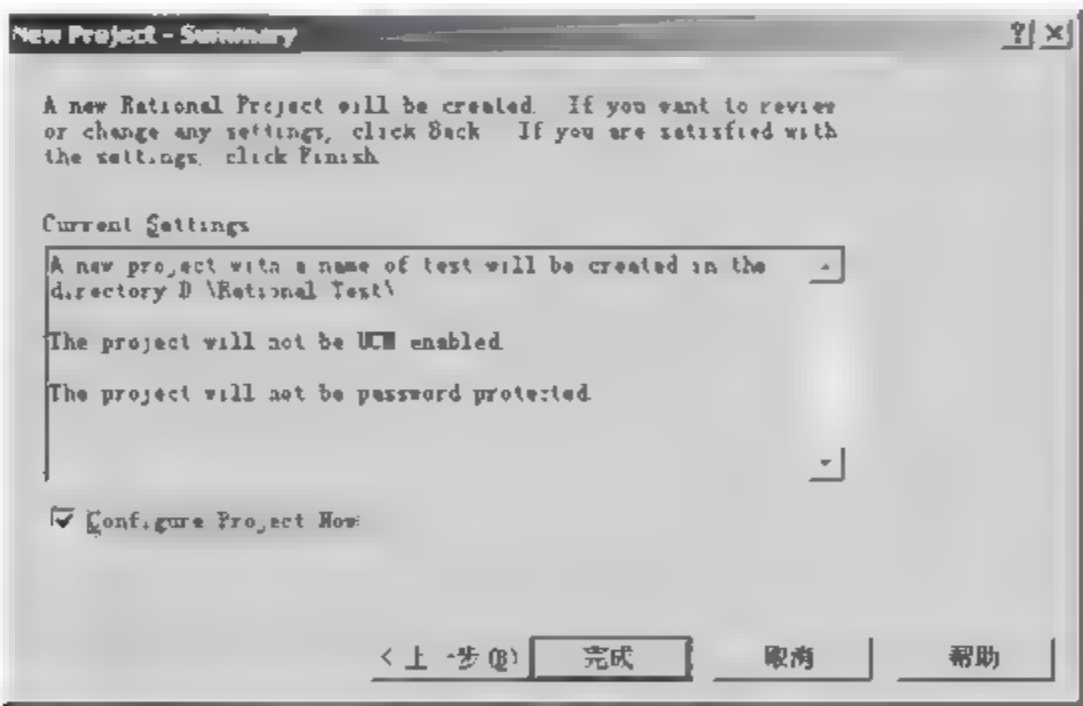 New Project - Summary
A new Rational Project will be created. If you want to review
or change any settings, click Back. If you are satisfied with
the settings, click Finish
Current Settings
A new project with a name of test will be created in the
directory D:\Rational Test\
The project will not be UCM enabled
The project will not be password protected
Configure Project Now
< 上一步(B) 完成 取消 帮助